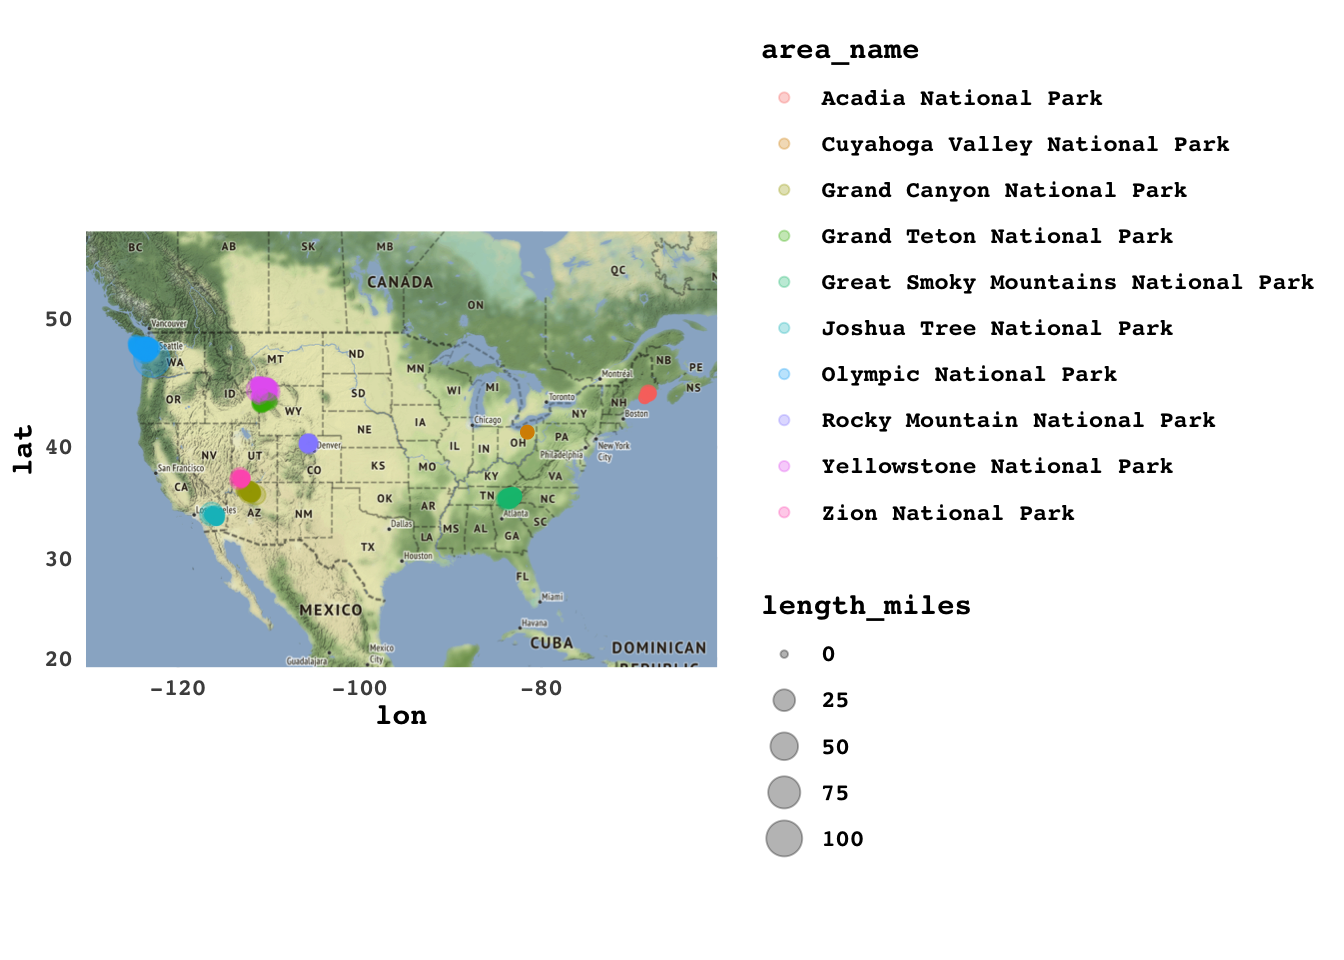 area_name
Acadia National Park
Cuyahoga Valley National Park
Grand Canyon National Park
Grand Teton National Park
Great Smoky Mountains National Park
Joshua Tree National Park
Olympic National Park
Rocky Mountain National Park
Yellowstone National Park
Zion National Park
length_miles
0
25
50
75
100
lat
50
40
30
20
-120
-100
-80
lon
BC
AB
SK
MB
QC
CANADA
ON
Vancouver
Seattle
WA
MT
ND
MN
NB
PE
NS
Montréal
OR
ID
WY
SD
WI
MI
Toronto
NH
Boston
NY
Chicago
IA
NE
NV
UT
Denver
CO
KS
MO
IL
IN
OH
PA
Philadelphia
New York
City
San Francisco
CA
KY
VA
AZ
NM
OK
AR
TN
NC
Atlanta
SC
Dallas
MS
AL
GA
LA
TX
Houston
FL
Miami
MEXICO
Havana
CUBA
DOMINICAN
REPUBLIC
Mexico
City
Guadalajara